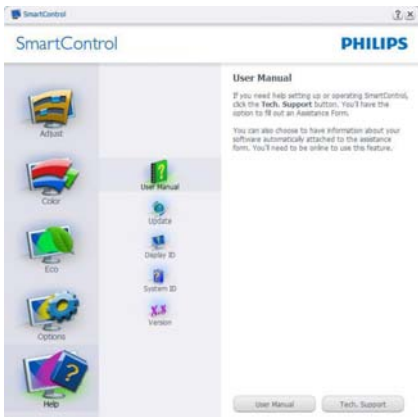 SmartControl
SmartControl
PHILIPS
Adjust
Color
Eco
Options
Help
User Manual
Update
Display ID
System ID
X.X
Version
User Manual
If you need help setting up or operating SmartControl,
click the Tech. Support button. You'll have the
option to fill out an Assistance Form.
You can also choose to have information about your
software automatically attached to the assistance
form. You'll need to be online to use this feature.
User Manual
Tech. Support